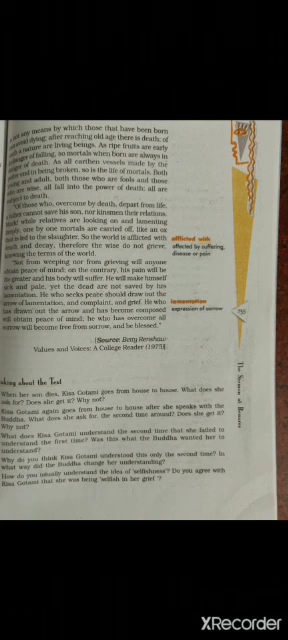 any means by which those that have been born
dying; after reaching old age there is death; of
a nature are living beings. As ripe fruits are early
danger of falling, so mortals when born are always in
of death. As all earthen vessels made by the
end in being broken, so is the life of mortals. Both
and adult, both those who are fools and those
are wise, all fall into the power of death; all are
to death.
"Of those who, overcome by death, depart from life,
a father cannot save his son, nor kinsmen their relations.
while relatives are looking on and lamenting
one by one mortals are carried off, like an ox
that is led to the slaughter. So the world is afflicted with
death and decay, therefore the wise do not grieve,
knowing the terms of the world.
"Not from weeping nor from grieving will anyone
obtain peace of mind; on the contrary, his pain will be
the greater and his body will suffer. He will make himself
sick and pale, yet the dead are not saved by his
lamentation. He who seeks peace should draw out the
arrow of lamentation, and complaint, and grief. He who
has drawn out the arrow and has become composed
will obtain peace of mind; he who has overcome all
sorrow will become free from sorrow, and be blessed."
[Source: Betty Renshaw
Values and Voices: A College Reader (1975)]
afflicted with
affected by suffering,
disease or pain
lamentation
expression of sorrow
The Sermon at Benares
about the Text
When her son dies, Kisa Gotami goes from house to house. What does she
ask for? Does she get it? Why not?
Kisa Gotami again goes from house to house after she speaks with the
Buddha. What does she ask for, the second time around? Does she get it?
Why not?
What does Kisa Gotami understand the second time that she failed to
understand the first time? Was this what the Buddha wanted her to
understand?
Why do you think Kisa Gotami understood this only the second time? In
what way did the Buddha change her understanding?
How do you usually understand the idea of 'selfishness'? Do you agree with
Kisa Gotami that she was being 'selfish in her grief'?
XRecorder